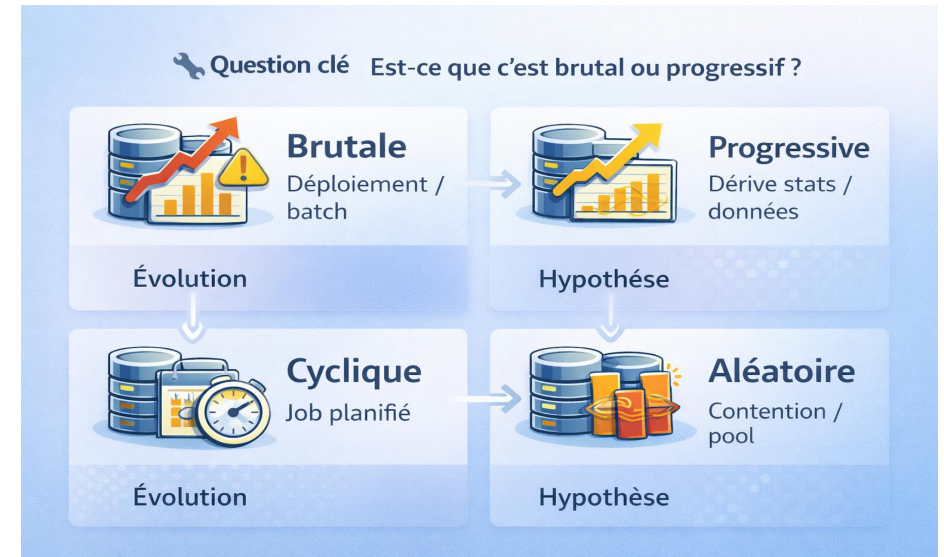 Question clé Est-ce que c’est brutal ou progressif ?
Brutale
Déploiement /
batch
Évolution
Progressive
Dérive stats /
données
Hypothése
Cyclique
Job planifié
Évolution
Aléatoire
Contention /
pool
Hypothèse